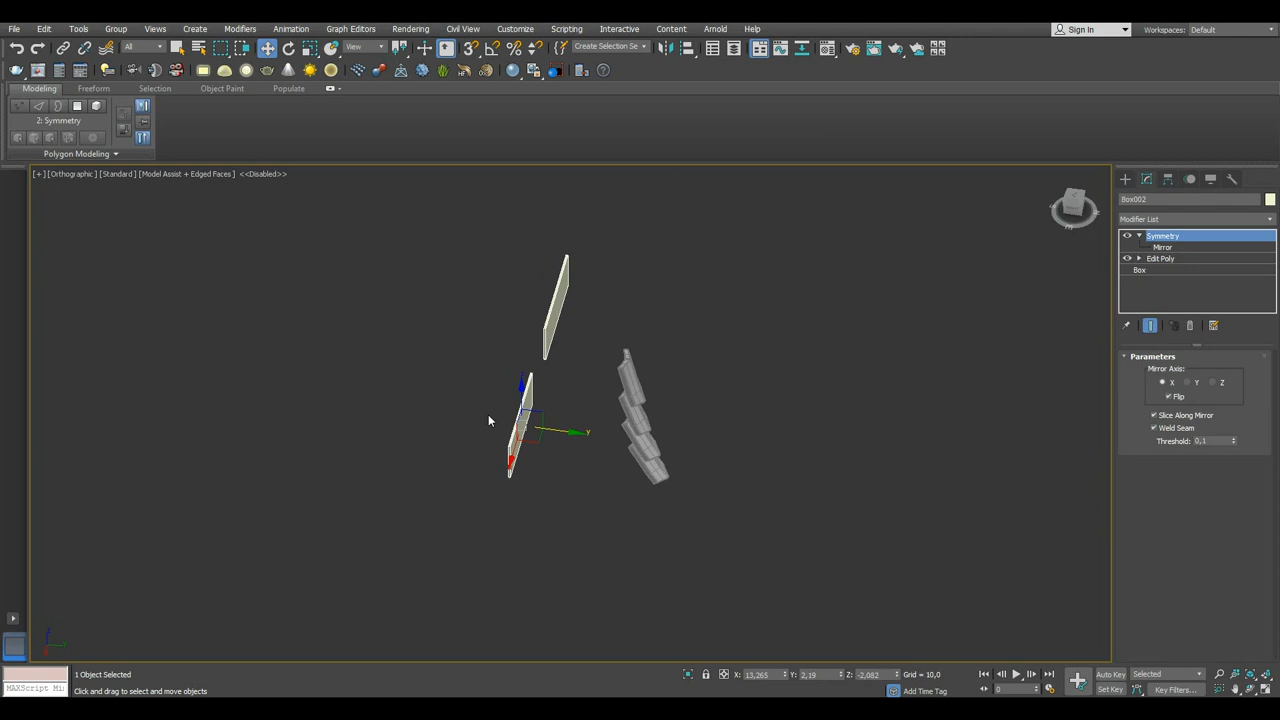 File Edit Tools Group Views Create Modifiers Animation Graph Editors Rendering Civil View Customize Scripting Interactive Content Arnold Help Sign In Workspaces: Default
All View Create Selection Se
Modeling Freeform Selection Object Paint Populate
2: Symmetry
Polygon Modeling
[+] [Orthographic] [Standard] [Model Assist + Edged Faces] <<Disabled>>
Box002
Modifier List
Symmetry
Mirror
Edit Poly
Box
Parameters
Mirror Axis:
X Y Z
Flip
Slice Along Mirror
Weld Seam
Threshold: 0,1
y
1 Object Selected
Click and drag to select and move objects
MAXScript Mi
X: 13,265 Y: 2,19 Z: -2,082 Grid = 10,0
Add Time Tag
0
Auto Key Selected
Set Key Key Filters...